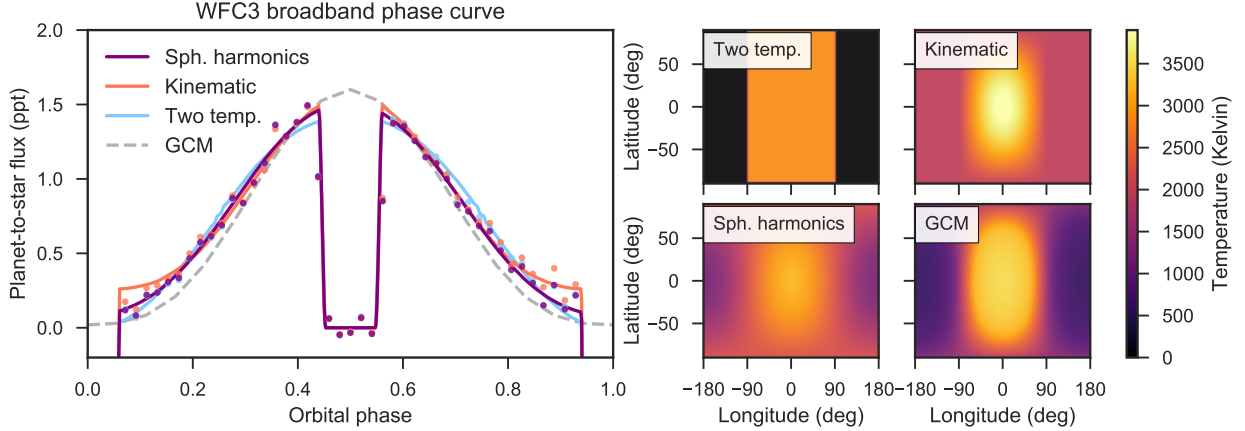 WFC3 broadband phase curve
Planet-to-star flux (ppt)
2.0
1.5
1.0
0.5
0.0
Sph. harmonics
Kinematic
Two temp.
GCM
0.0 0.2 0.4 0.6 0.8 1.0
Orbital phase
Two temp.
Kinematic
Latitude (deg)
50
0
−50
Sph. harmonics
GCM
Latitude (deg)
50
0
−50
−180 −90 0 90 180
Longitude (deg)
−180 −90 0 90 180
Longitude (deg)
3500
3000
2500
2000
1500
1000
500
0
Temperature (Kelvin)